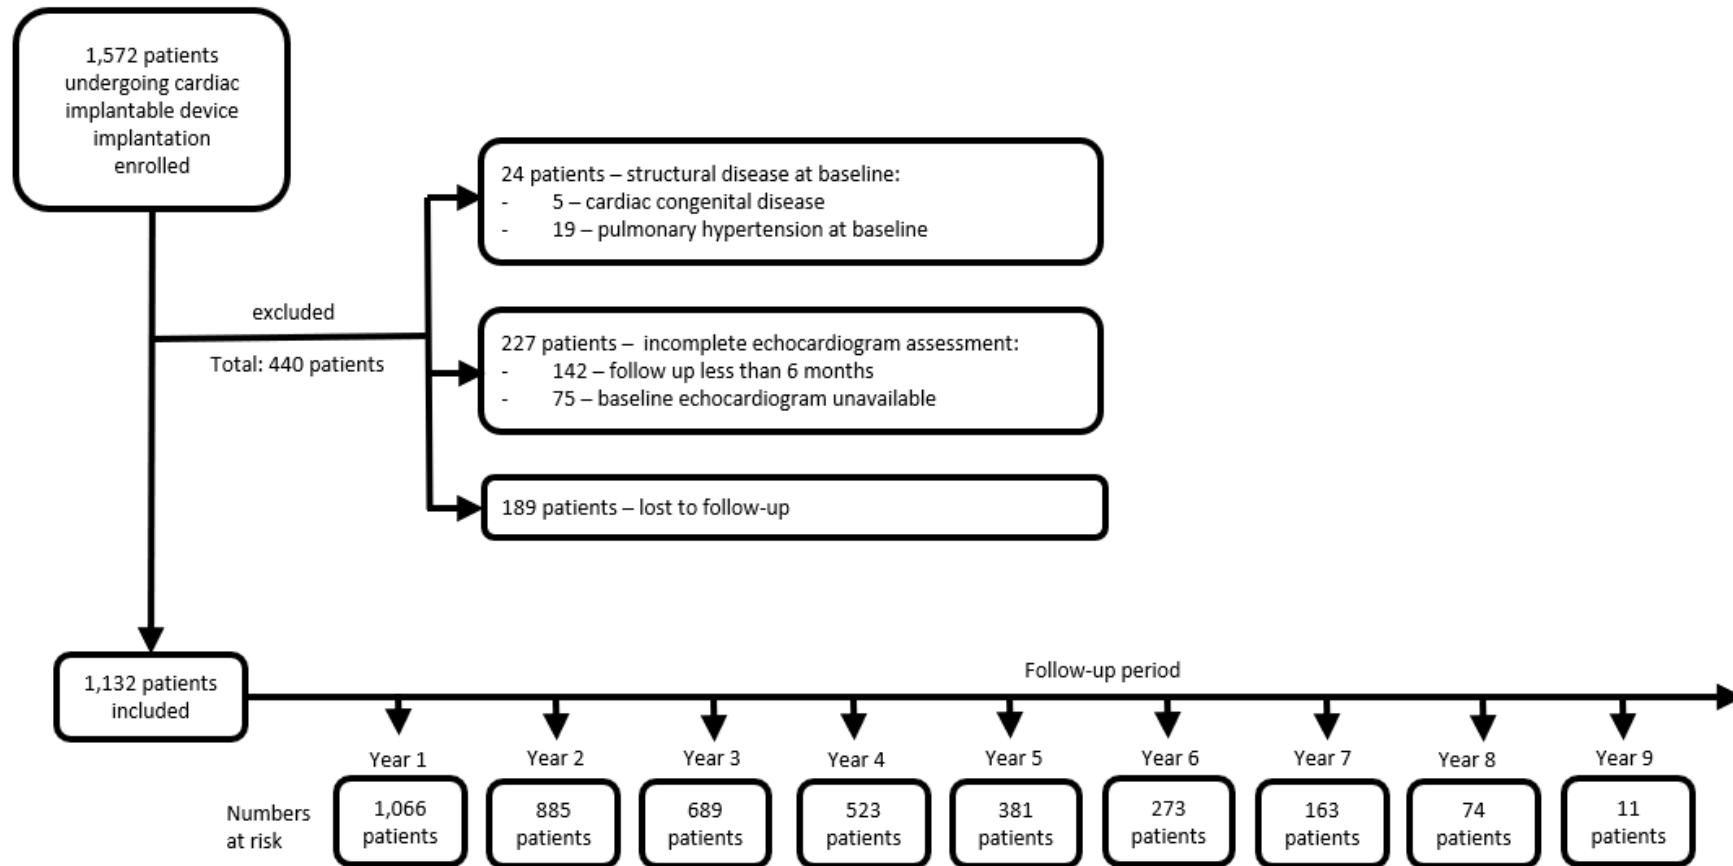 1,572 patients
undergoing cardiac
implantable device
implantation
enrolled
24 patients – structural disease at baseline:
- 5 – cardiac congenital disease
- 19 – pulmonary hypertension at baseline
excluded
Total: 440 patients
227 patients – incomplete echocardiogram assessment:
- 142 – follow up less than 6 months
- 75 – baseline echocardiogram unavailable
189 patients – lost to follow-up
1,132 patients
included
Follow-up period
Year 1
Year 2
Year 3
Year 4
Year 5
Year 6
Year 7
Year 8
Year 9
Numbers
at risk
1,066
patients
885
patients
689
patients
523
patients
381
patients
273
patients
163
patients
74
patients
11
patients